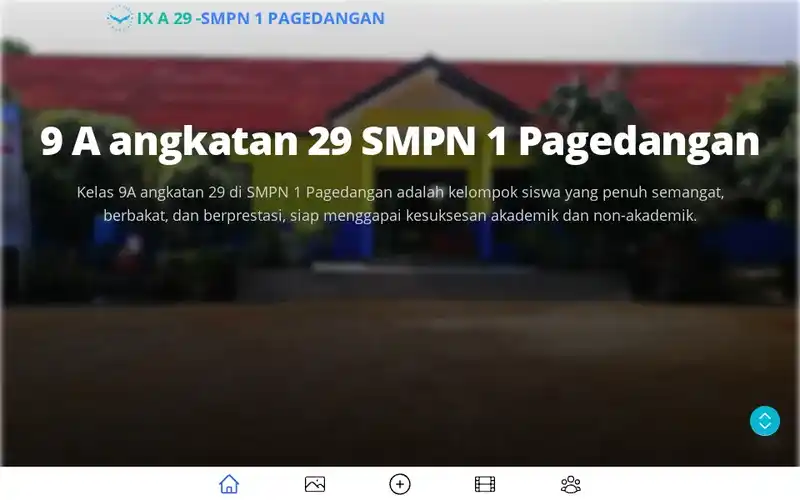 IX A 29 -SMPN 1 PAGEDANGAN
9 A angkatan 29 SMPN 1 Pagedangan
Kelas 9A angkatan 29 di SMPN 1 Pagedangan adalah kelompok siswa yang penuh semangat,
berbakat, dan berprestasi, siap menggapai kesuksesan akademik dan non-akademik.